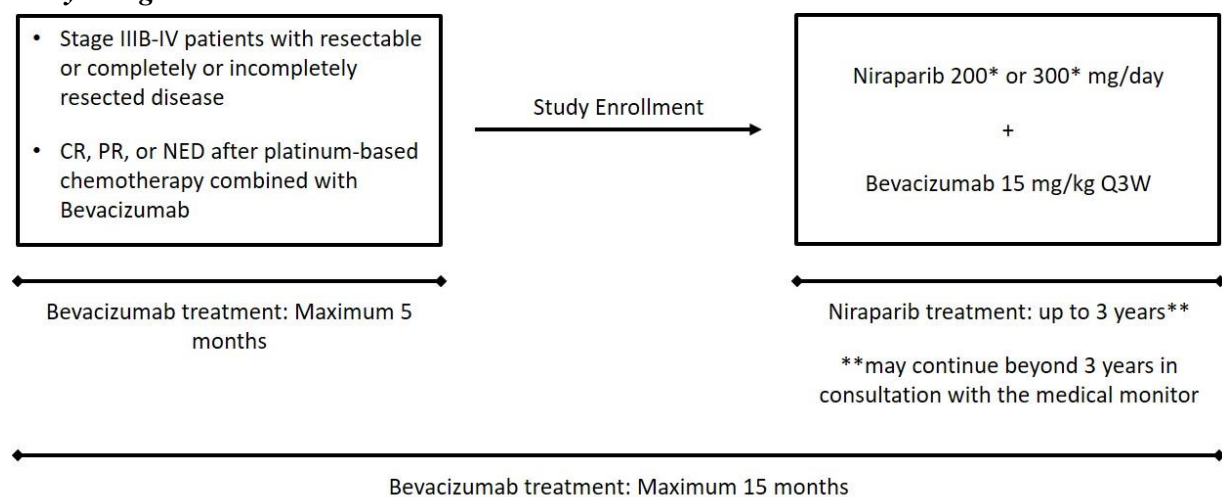 • Stage IIIB-IV patients with resectable
or completely or incompletely
resected disease
• CR, PR, or NED after platinum-based
chemotherapy combined with
Bevacizumab
Study Enrollment
Niraparib 200* or 300* mg/day
+
Bevacizumab 15 mg/kg Q3W
Bevacizumab treatment: Maximum 5
months
Niraparib treatment: up to 3 years**
**may continue beyond 3 years in
consultation with the medical monitor
Bevacizumab treatment: Maximum 15 months